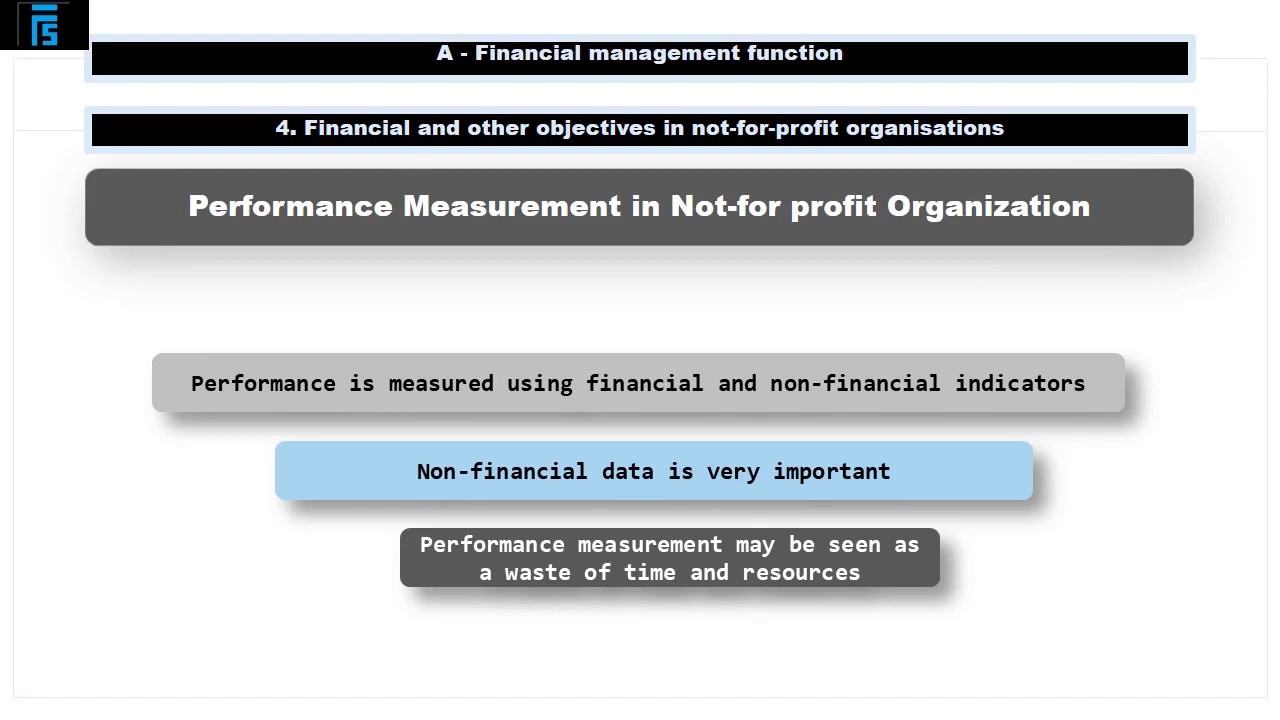 A - Financial management function
4. Financial and other objectives in not-for-profit organisations
Performance Measurement in Not-for profit Organization
Performance is measured using financial and non-financial indicators
Non-financial data is very important
Performance measurement may be seen as
a waste of time and resources